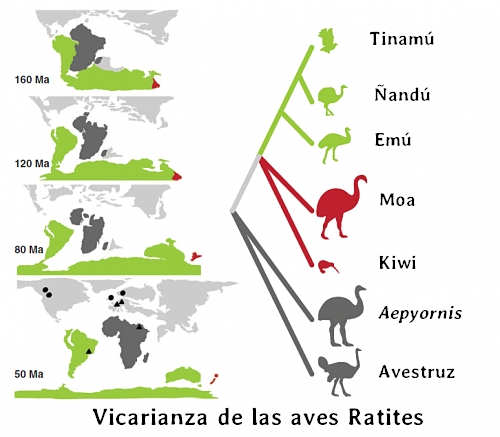 160 Ma
120 Ma
80 Ma
50 Ma
Tinamú
Ñandú
Emú
Moa
Kiwi
Aepyornis
Avestruz
Vicarianza de las aves Ratites